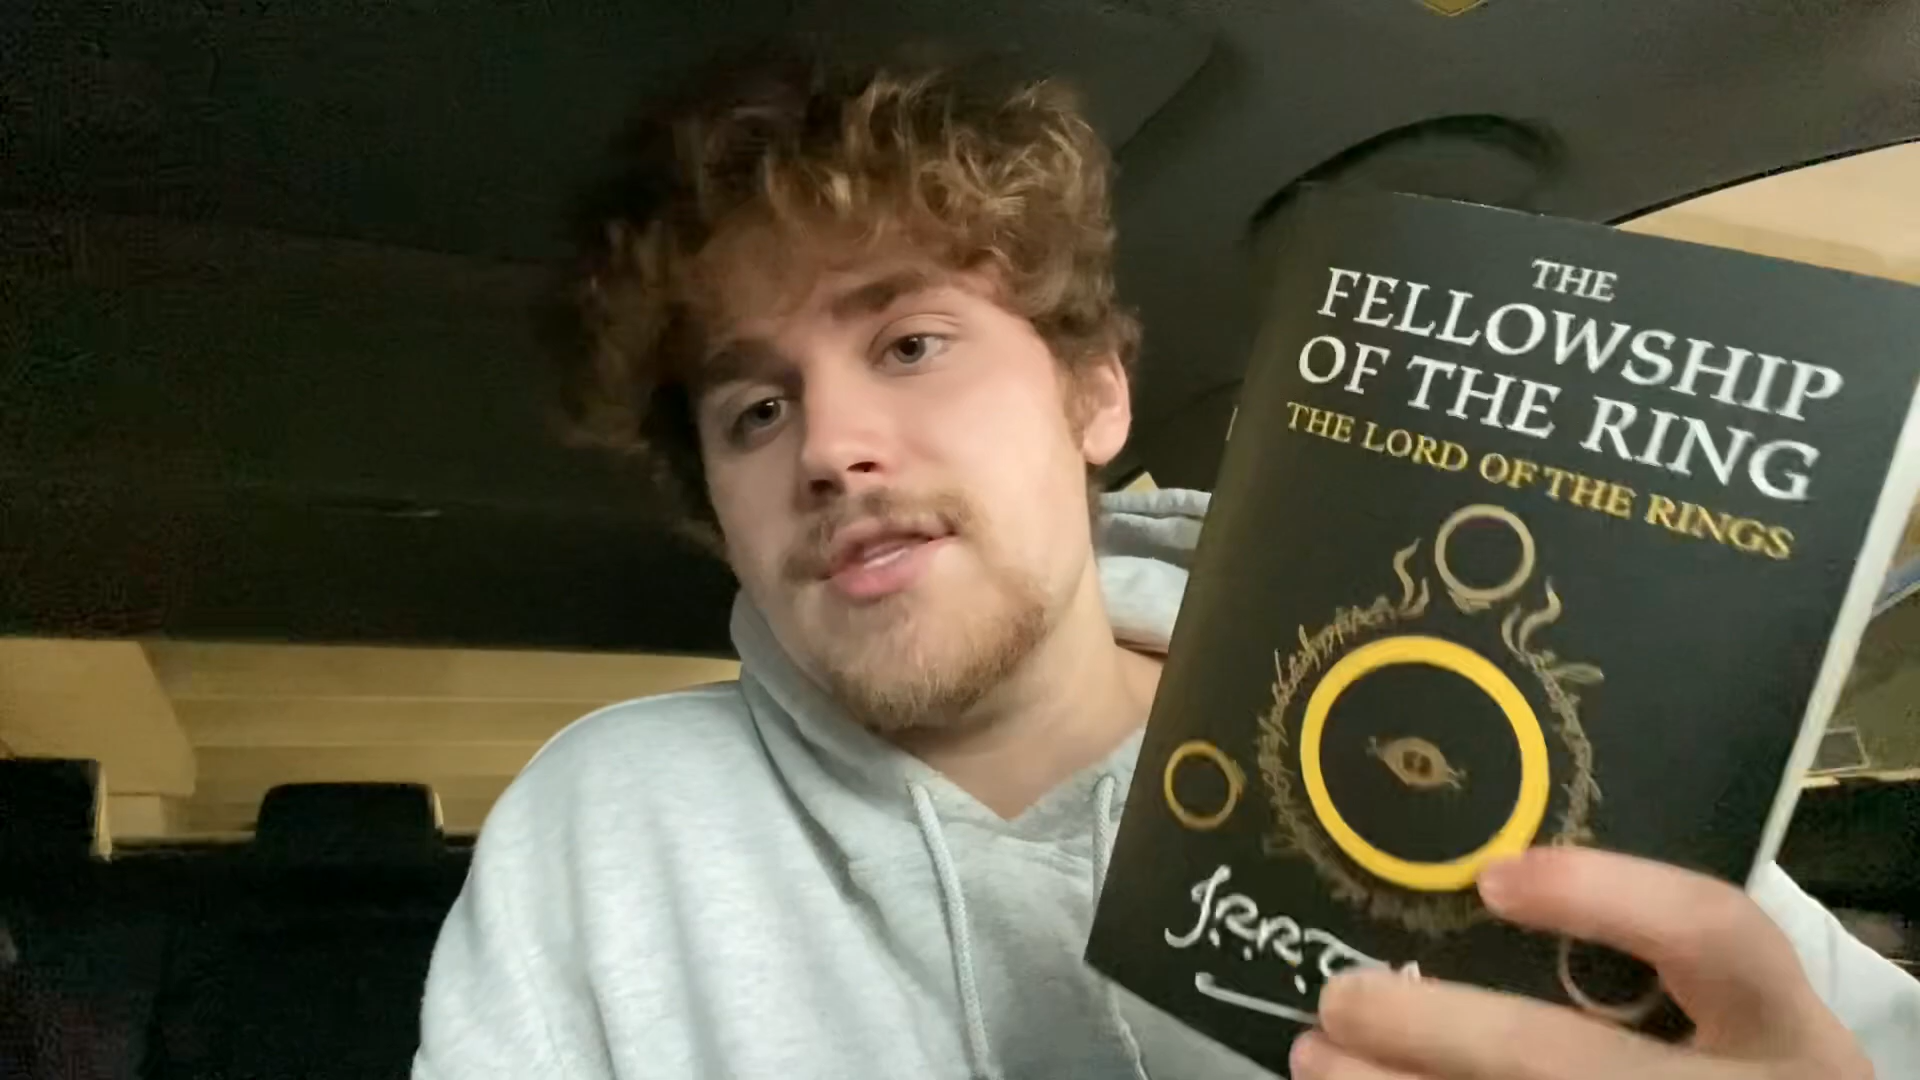 THE
FELLOWSHIP
OF THE RING
THE LORD OF THE RINGS
J.R.R.